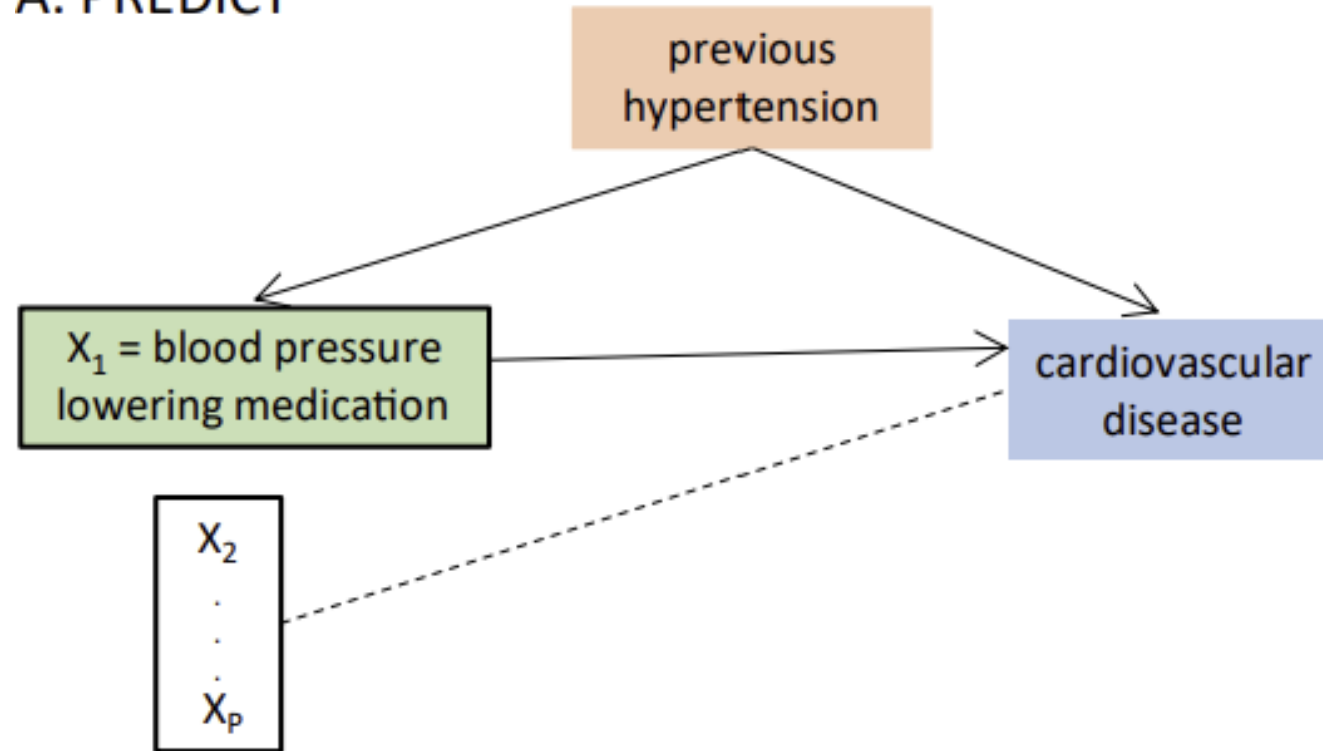 A. PREDICT
previous
hypertension
X₁ = blood pressure
lowering medication
cardiovascular
disease
X₂
.
.
.
Xₚ